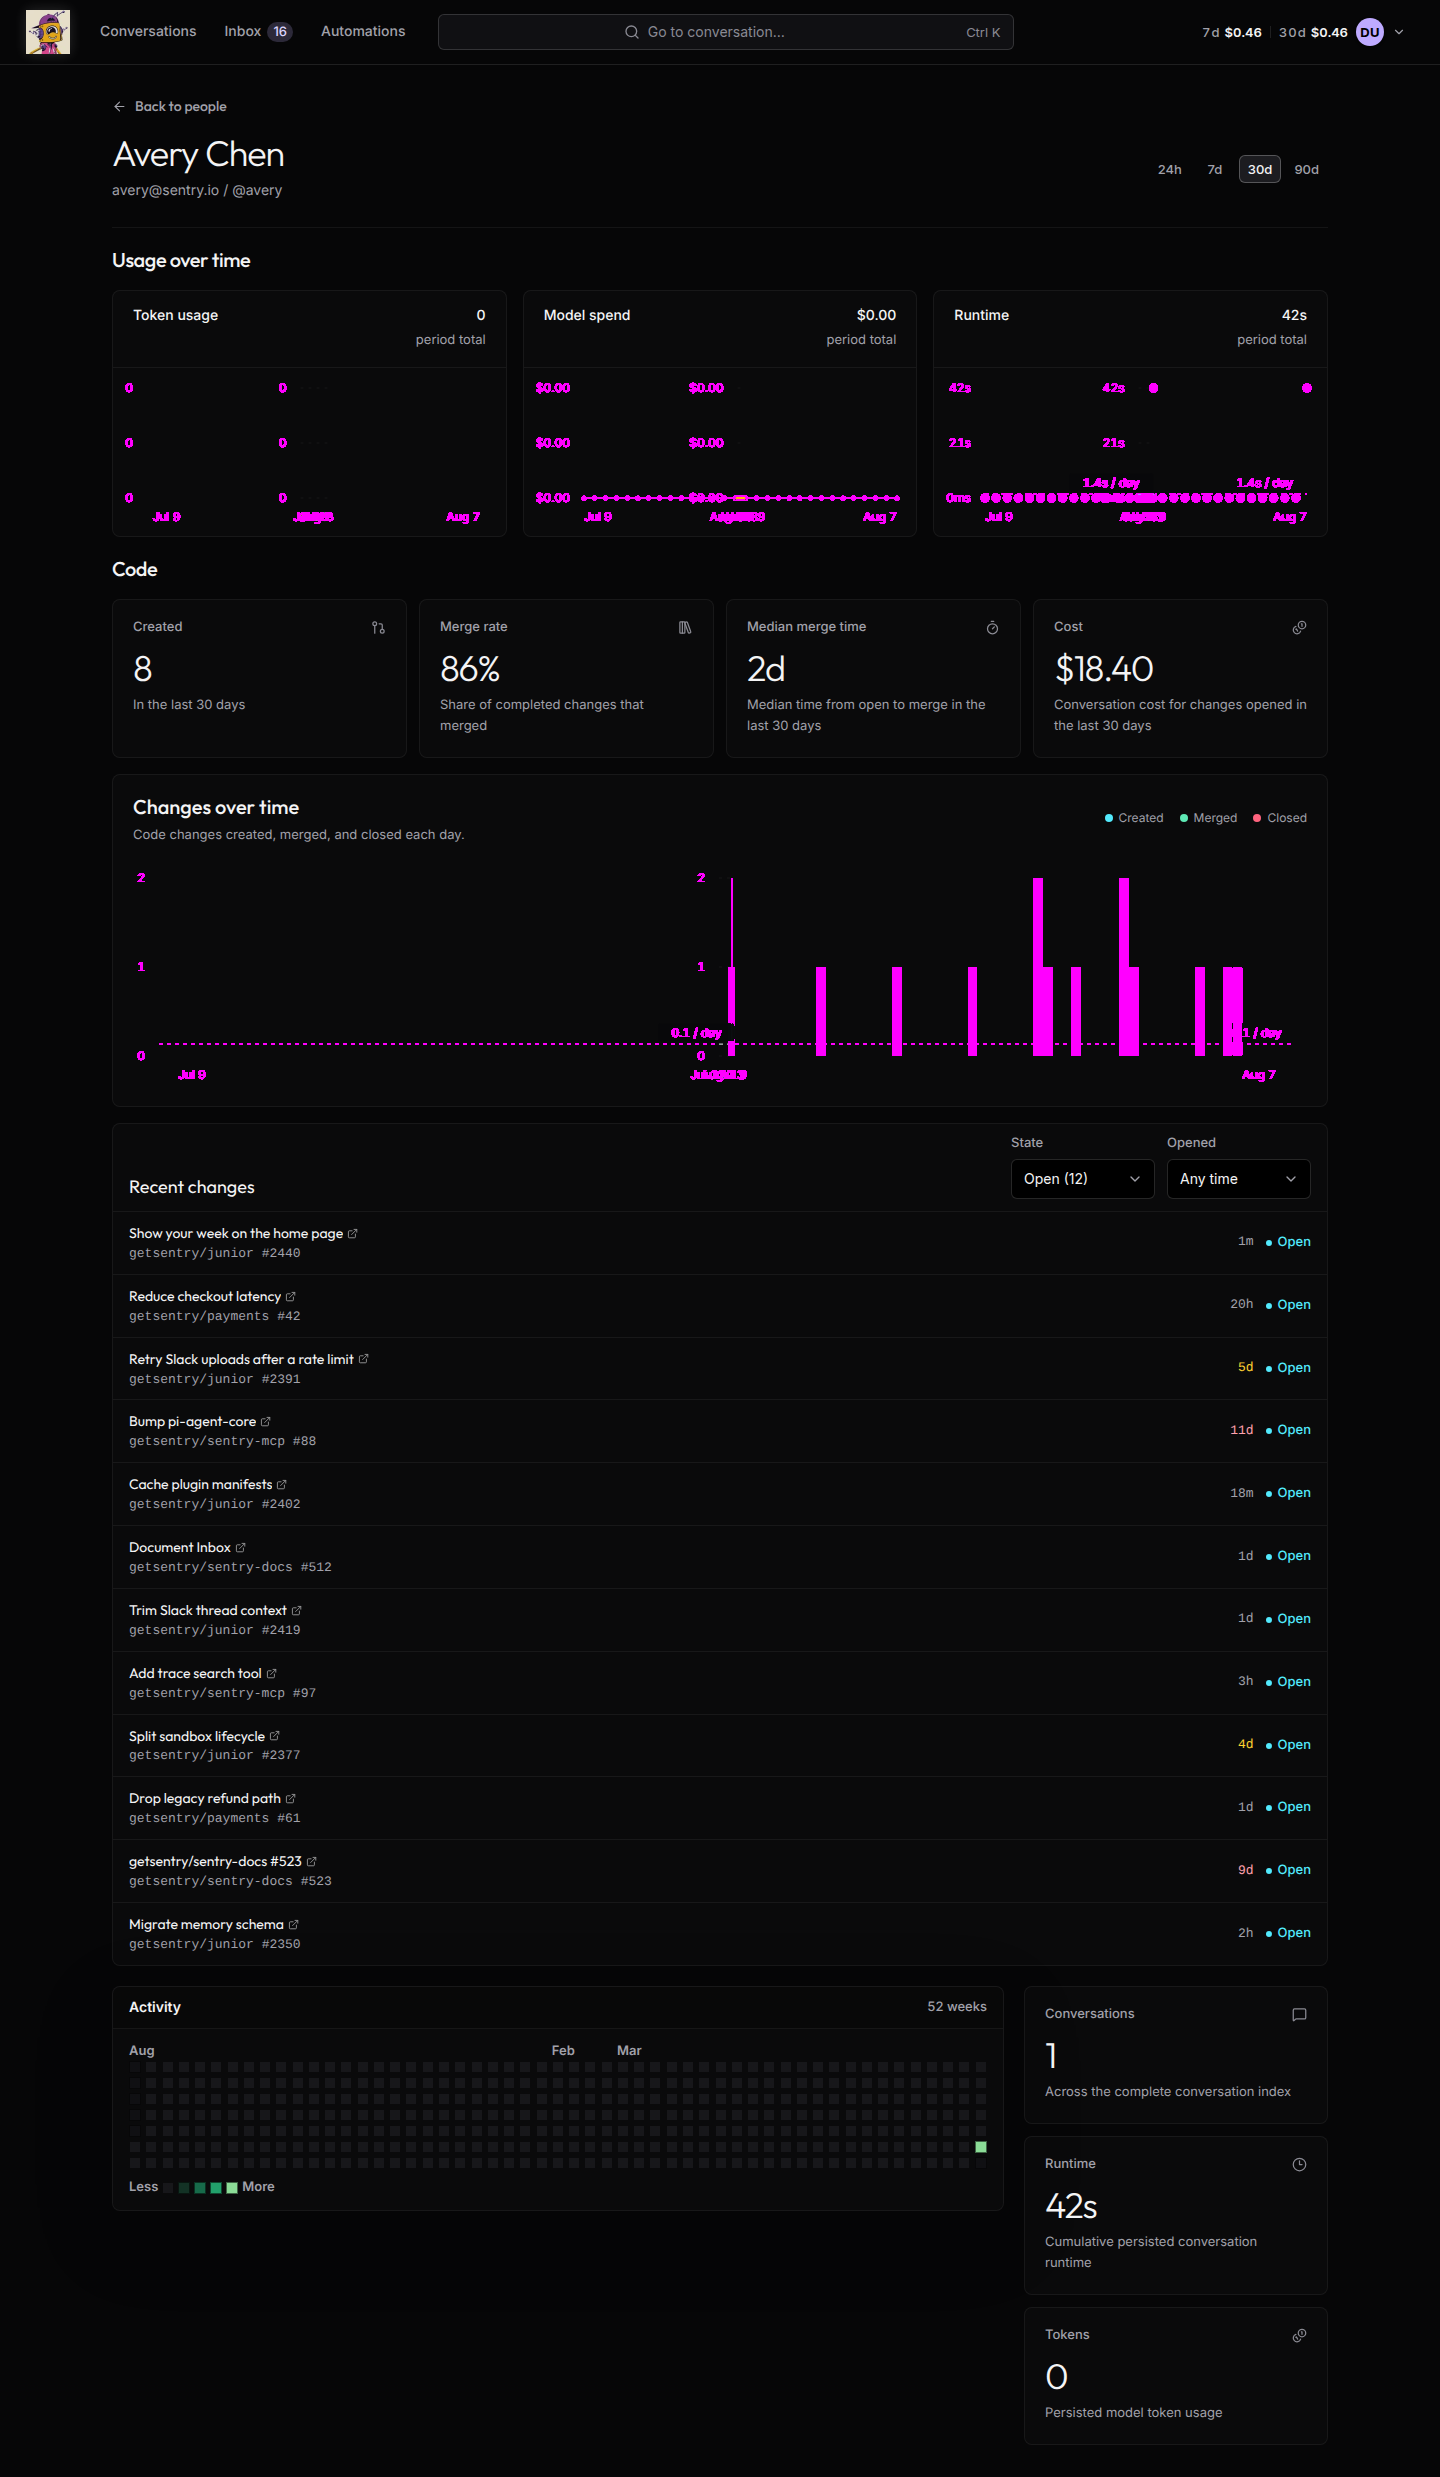 Conversations Inbox 16 Automations Go to conversation... Ctrl K 7d $0.46 30d $0.46 DU
Back to people
Avery Chen
avery@sentry.io / @avery
24h 7d 30d 90d
Usage over time
Token usage 0
period total
0 0
0 0
0 0
Jul 9 Aug 7
Model spend $0.00
period total
$0.00 $0.00
$0.00 $0.00
$0.00
Jul 9 Aug 7
Runtime 42s
period total
42s 42s
21s 21s
1.4s / day 1.4s / day
0ms
Jul 9 Aug 7
Code
Created
8
In the last 30 days
Merge rate
86%
Share of completed changes that
merged
Median merge time
2d
Median time from open to merge in the
last 30 days
Cost
$18.40
Conversation cost for changes opened in
the last 30 days
Changes over time
Code changes created, merged, and closed each day.
Created Merged Closed
2 2
1 1
0.1 / day 1 / day
0 0
Jul 9 Aug 7
State Opened
Recent changes Open (12) Any time
Show your week on the home page
getsentry/junior #2440
1m Open
Reduce checkout latency
getsentry/payments #42
20h Open
Retry Slack uploads after a rate limit
getsentry/junior #2391
5d Open
Bump pi-agent-core
getsentry/sentry-mcp #88
11d Open
Cache plugin manifests
getsentry/junior #2402
18m Open
Document Inbox
getsentry/sentry-docs #512
1d Open
Trim Slack thread context
getsentry/junior #2419
1d Open
Add trace search tool
getsentry/sentry-mcp #97
3h Open
Split sandbox lifecycle
getsentry/junior #2377
4d Open
Drop legacy refund path
getsentry/payments #61
1d Open
getsentry/sentry-docs #523
getsentry/sentry-docs #523
9d Open
Migrate memory schema
getsentry/junior #2350
2h Open
Activity 52 weeks
Aug Feb Mar
Less More
Conversations
1
Across the complete conversation index
Runtime
42s
Cumulative persisted conversation
runtime
Tokens
0
Persisted model token usage